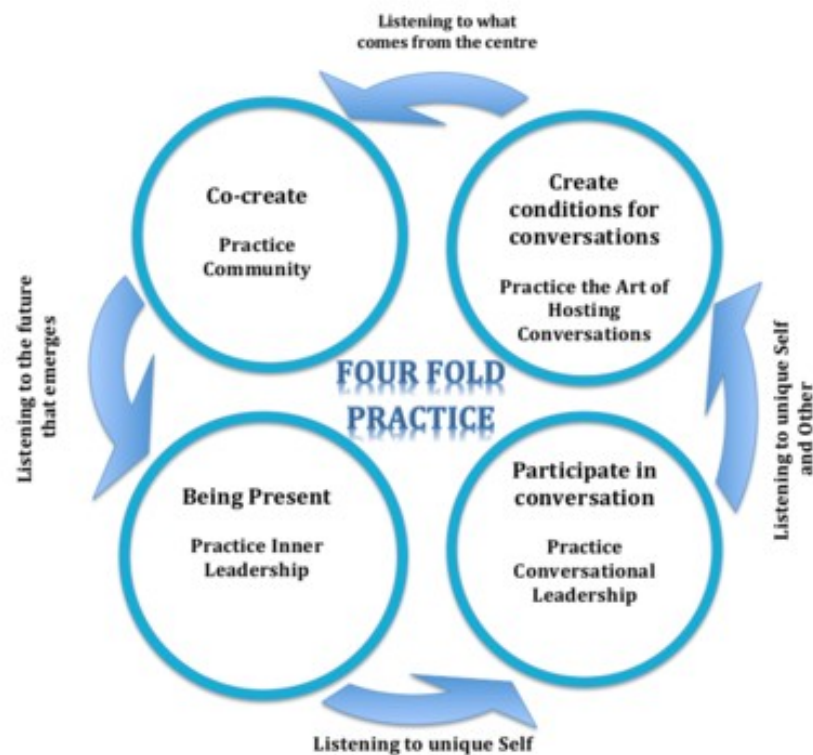 Listening to what
comes from the centre
Co-create
Practice
Community
Create
conditions for
conversations
Practice the Art of
Hosting
Conversations
Listening to the future
that emerges
FOUR FOLD
PRACTICE
Listening to unique Self
and Other
Being Present
Practice Inner
Leadership
Participate in
conversation
Practice
Conversational
Leadership
Listening to unique Self